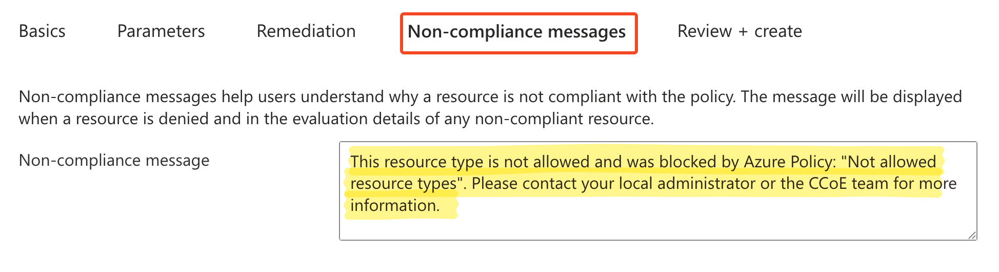 Basics Parameters Remediation Non-compliance messages Review + create
Non-compliance messages help users understand why a resource is not compliant with the policy. The message will be displayed
when a resource is denied and in the evaluation details of any non-compliant resource.
Non-compliance message
This resource type is not allowed and was blocked by Azure Policy: "Not allowed
resource types". Please contact your local administrator or the CCoE team for more
information.